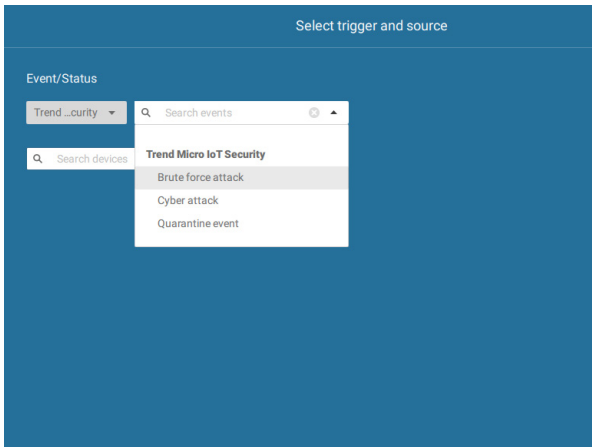 Select trigger and source
Event/Status
Trend ...curity
Search events
Search devices
Trend Micro IoT Security
Brute force attack
Cyber attack
Quarantine event